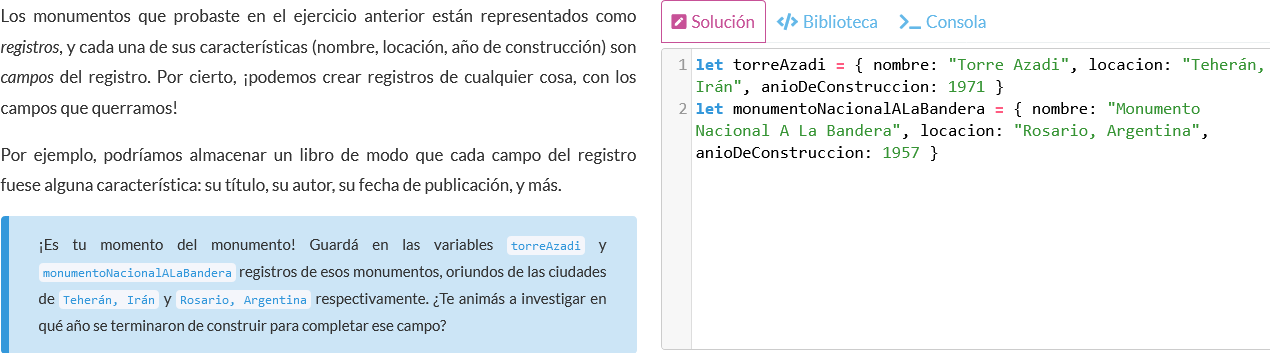 Los monumentos que probaste en el ejercicio anterior están representados como
registros, y cada una de sus características (nombre, locación, año de construcción) son
campos del registro. Por cierto, ¡podemos crear registros de cualquier cosa, con los
campos que querramos!
Por ejemplo, podríamos almacenar un libro de modo que cada campo del registro
fuese alguna característica: su título, su autor, su fecha de publicación, y más.
¡Es tu momento del monumento! Guardá en las variables torreAzadi y
monumentoNacionalALaBandera registros de esos monumentos, oriundos de las ciudades
de Teherán, Irán y Rosario, Argentina respectivamente. ¿Te animás a investigar en
qué año se terminaron de construir para completar ese campo?
Solución </> Biblioteca >_ Consola
1 let torreAzadi = { nombre: "Torre Azadi", locacion: "Teherán,
Irán", anioDeConstruccion: 1971 }
2 let monumentoNacionalALaBandera = { nombre: "Monumento
Nacional A La Bandera", locacion: "Rosario, Argentina",
anioDeConstruccion: 1957 }